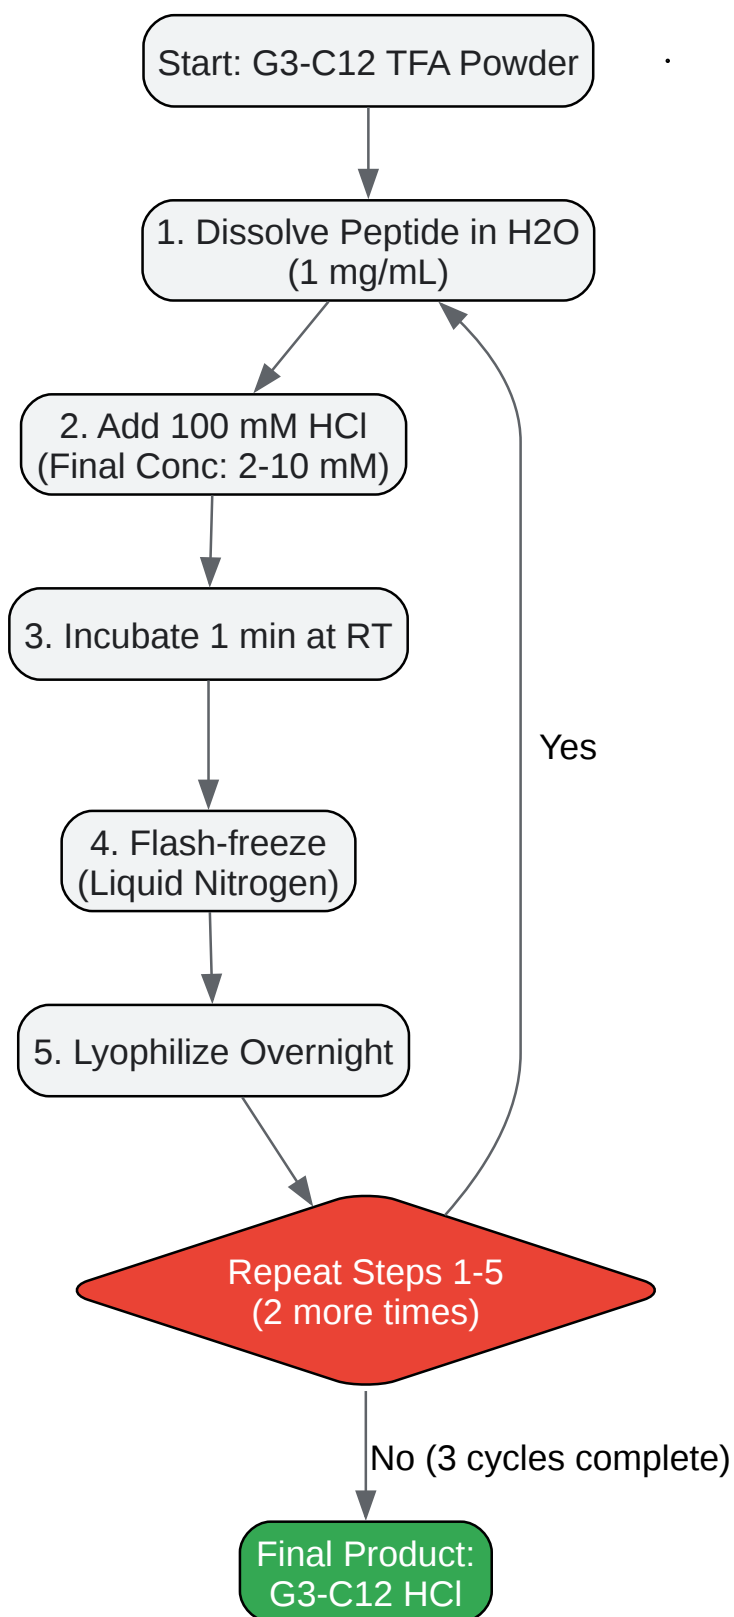 Start: G3-C12 TFA Powder
1. Dissolve Peptide in H2O
(1 mg/mL)
2. Add 100 mM HCl
(Final Conc: 2-10 mM)
3. Incubate 1 min at RT
Yes
4. Flash-freeze
(Liquid Nitrogen)
5. Lyophilize Overnight
Repeat Steps 1-5
(2 more times)
No (3 cycles complete)
Final Product:
G3-C12 HCl